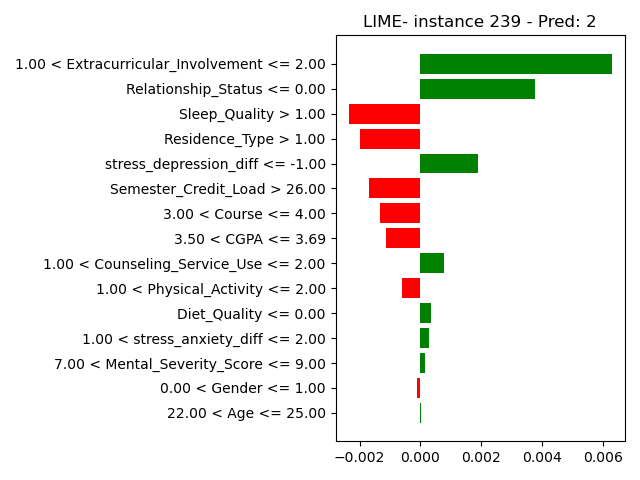 LIME- instance 239 - Pred: 2
1.00 < Extracurricular_Involvement <= 2.00
Relationship_Status <= 0.00
Sleep_Quality > 1.00
Residence_Type > 1.00
stress_depression_diff <= -1.00
Semester_Credit_Load > 26.00
3.00 < Course <= 4.00
3.50 < CGPA <= 3.69
1.00 < Counseling_Service_Use <= 2.00
1.00 < Physical_Activity <= 2.00
Diet_Quality <= 0.00
1.00 < stress_anxiety_diff <= 2.00
7.00 < Mental_Severity_Score <= 9.00
0.00 < Gender <= 1.00
22.00 < Age <= 25.00
−0.002 0.000 0.002 0.004 0.006